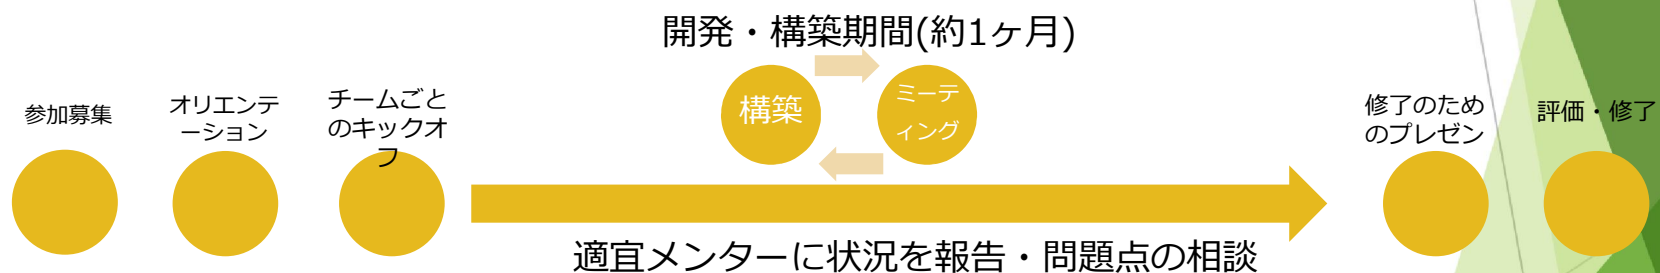 開発・構築期間(約1ヶ月)
参加募集
オリエンテ
ーション
チームごと
のキックオ
フ
構築
ミーテ
ィング
修了のため
のプレゼン
評価・修了
適宜メンターに状況を報告・問題点の相談